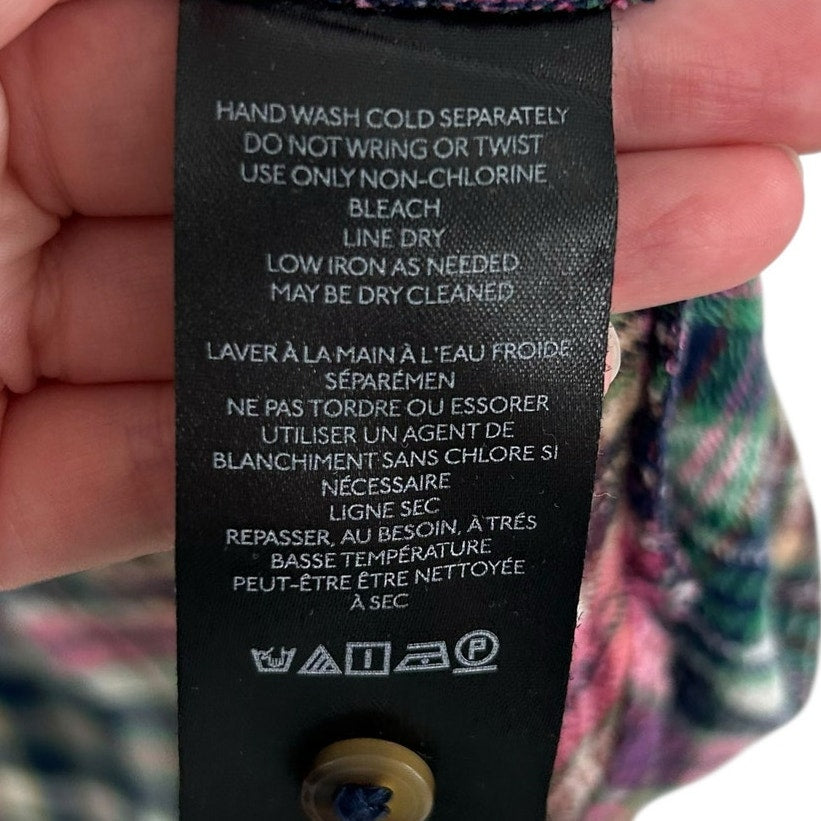 HAND WASH COLD SEPARATELY
DO NOT WRING OR TWIST
USE ONLY NON-CHLORINE
BLEACH
LINE DRY
LOW IRON AS NEEDED
MAY BE DRY CLEANED
LAVER À LA MAIN À L'EAU FROIDE
SÉPARÉMEN
NE PAS TORDRE OU ESSORER
UTILISER UN AGENT DE
BLANCHIMENT SANS CHLORE SI
NÉCESSAIRE
LIGNE SEC
REPASSER, AU BESOIN, À TRÉS
BASSE TEMPÉRATURE
PEUT-ÊTRE ÊTRE NETTOYÉE
À SEC
P